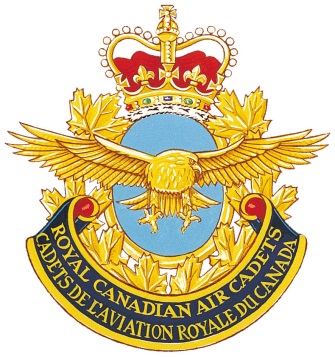 ROYAL CANADIAN AIR CADETS
CADETS DE L'AVIATION ROYALE DU CANADA